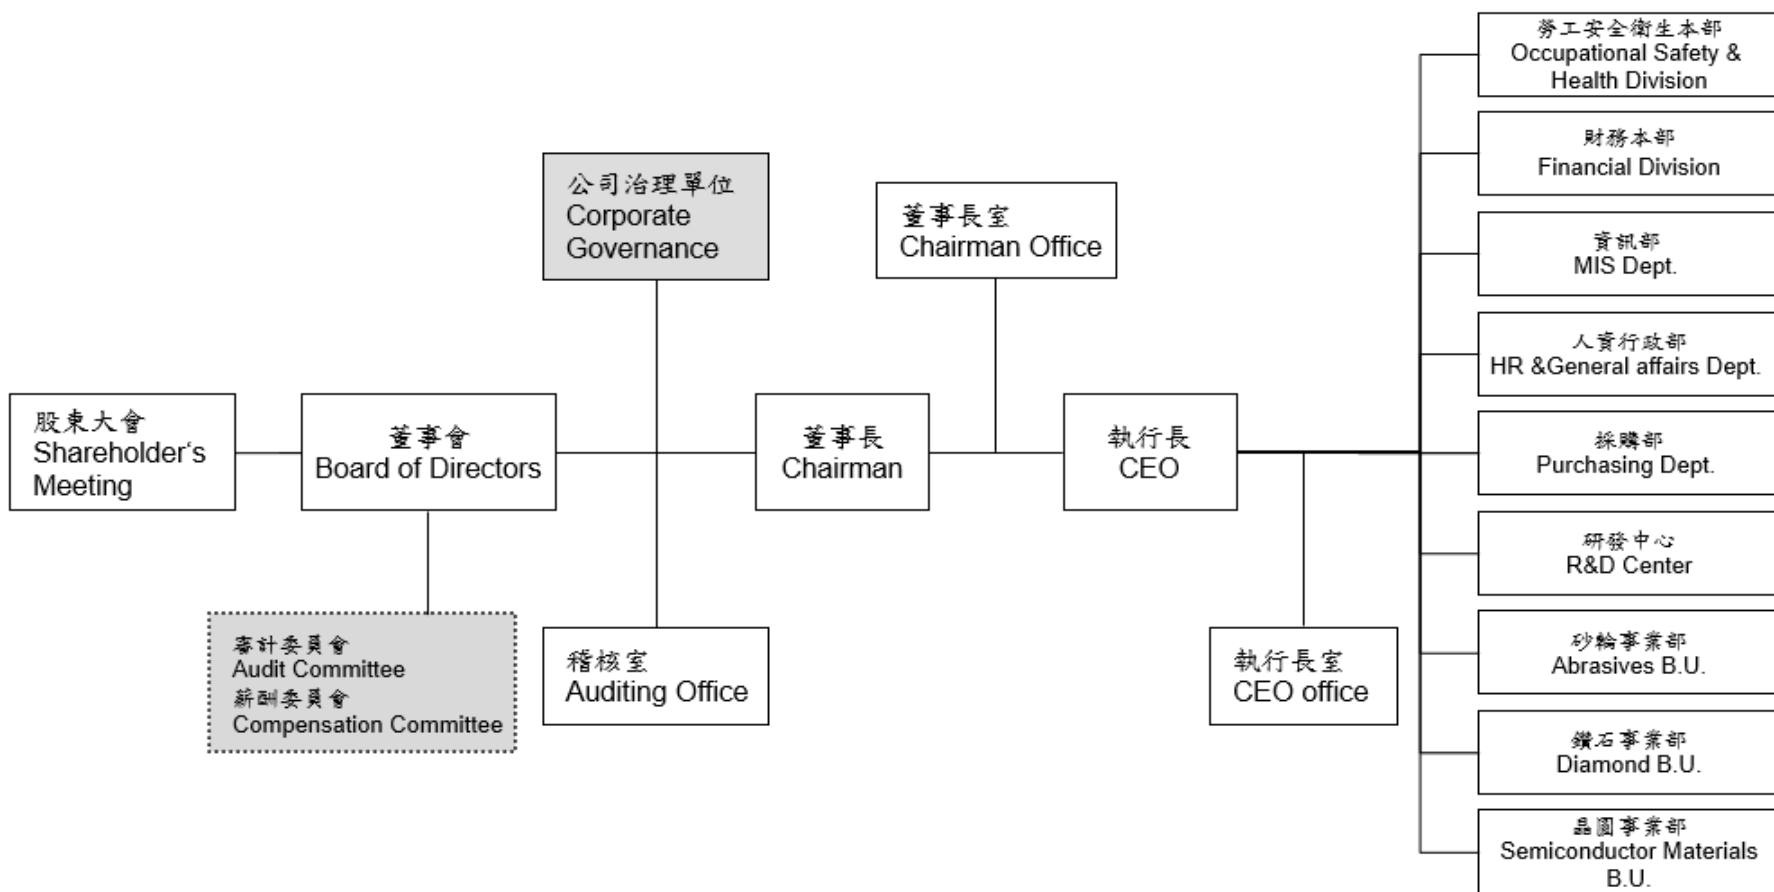 股東大會
Shareholder‘s
Meeting
董事會
Board of Directors
審計委員會
Audit Committee
薪酬委員會
Compensation Committee
公司治理單位
Corporate
Governance
稽核室
Auditing Office
董事長
Chairman
董事長室
Chairman Office
執行長
CEO
執行長室
CEO office
勞工安全衛生本部
Occupational Safety &
Health Division
財務本部
Financial Division
資訊部
MIS Dept.
人資行政部
HR &General affairs Dept.
採購部
Purchasing Dept.
研發中心
R&D Center
砂輪事業部
Abrasives B.U.
鑽石事業部
Diamond B.U.
晶圓事業部
Semiconductor Materials
B.U.